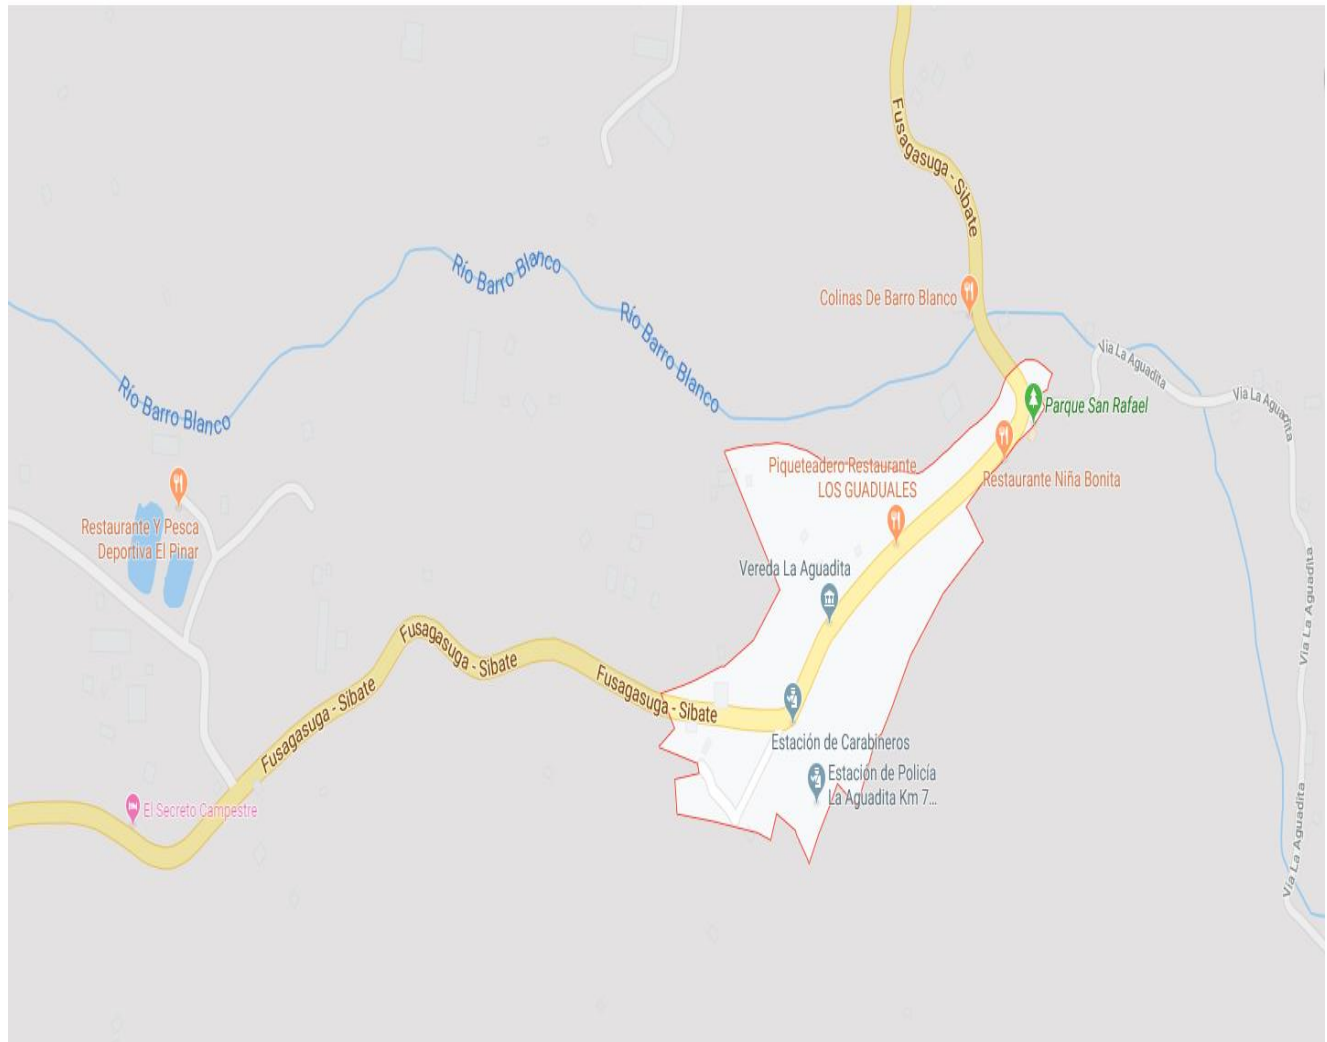 Fusagasuga - Sibate
Río Barro Blanco
Río Barro Blanco
Colinas De Barro Blanco
Via La Aguadita
Río Barro Blanco
Via La Aguadita
Parque San Rafael
Piqueteadero Restaurante
LOS GUADUALES
Restaurante Niña Bonita
Restaurante Y Pesca
Deportiva El Pinar
Vereda La Aguadita
Via La Aguadita
Fusagasuga - Sibate
Fusagasuga - Sibate
Fusagasuga - Sibate
Estación de Carabineros
Estación de Policía
La Aguadita Km 7...
El Secreto Campestre
Via La Aguadita